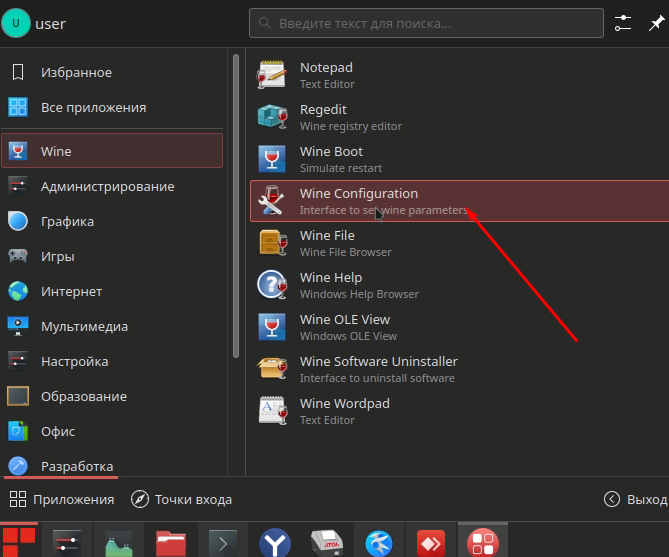 U user
Введите текст для поиска...
Избранное
Все приложения
Wine
Администрирование
Графика
Игры
Интернет
Мультимедиа
Настройка
Образование
Офис
Разработка
Notepad
Text Editor
Regedit
Wine registry editor
Wine Boot
Simulate restart
Wine Configuration
Interface to set wine parameters
Wine File
Wine File Browser
Wine Help
Windows Help Browser
Wine OLE View
Windows OLE View
Wine Software Uninstaller
Interface to uninstall software
Wine Wordpad
Text Editor
Приложения
Точки входа
Выход
АТОЛ